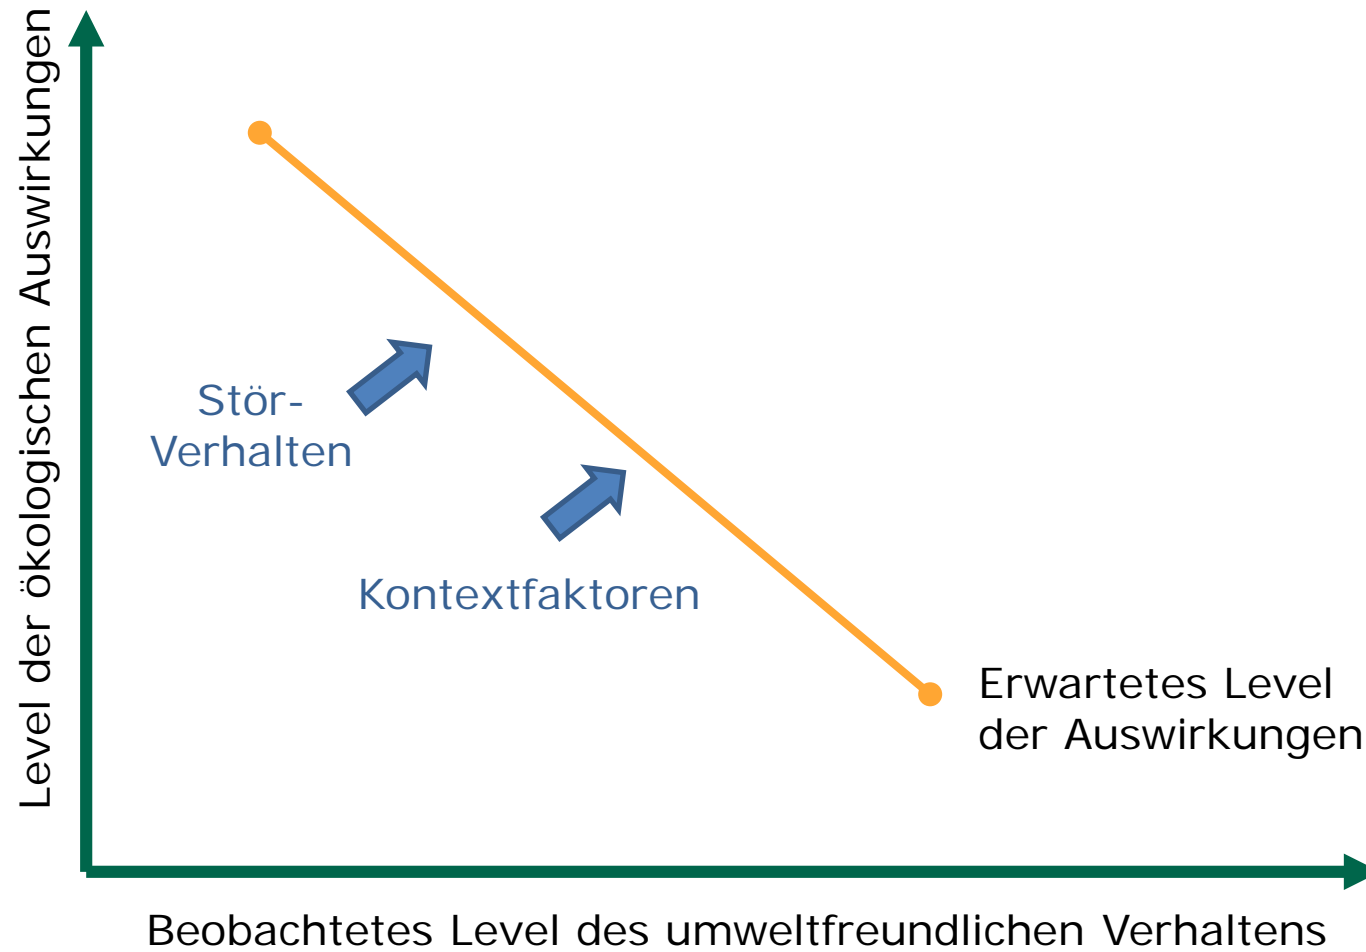 Level der ökologischen Auswirkungen
Stör-
Verhalten
Kontextfaktoren
Erwartetes Level
der Auswirkungen
Beobachtetes Level des umweltfreundlichen Verhaltens